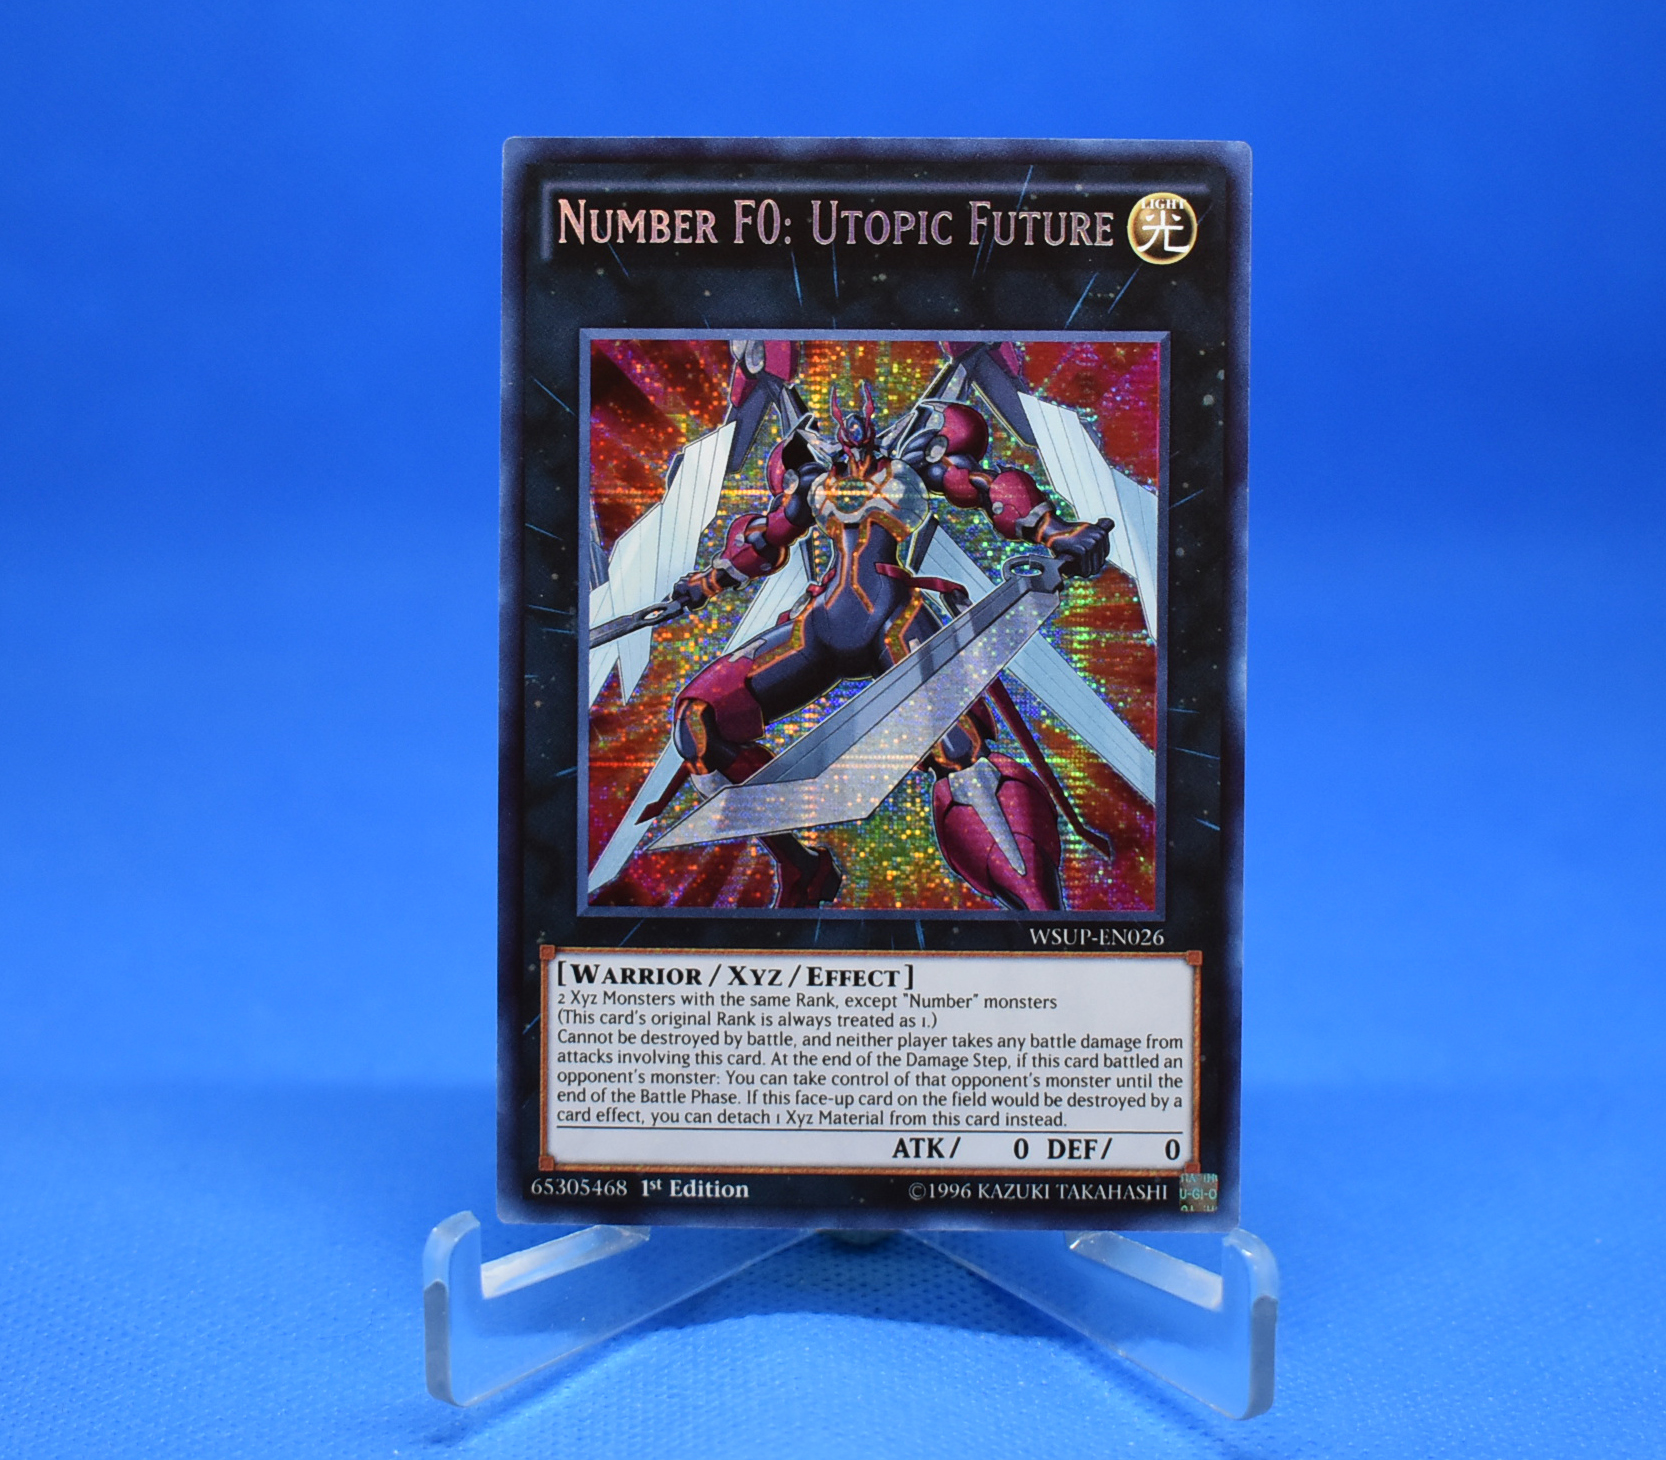 NUMBER F0: UTOPIC FUTURE
LIGHT
光
WSUP-EN026
[WARRIOR/XYZ/EFFECT]
2 Xyz Monsters with the same Rank, except "Number" monsters
(This card's original Rank is always treated as 1.)
Cannot be destroyed by battle, and neither player takes any battle damage from
attacks involving this card. At the end of the Damage Step, if this card battled an
opponent's monster: You can take control of that opponent's monster until the
end of the Battle Phase. If this face-up card on the field would be destroyed by a
card effect, you can detach 1 Xyz Material from this card instead.
ATK/ 0 DEF/ 0
65305468 1st Edition ©1996 KAZUKI TAKAHASHI
U-GI-O